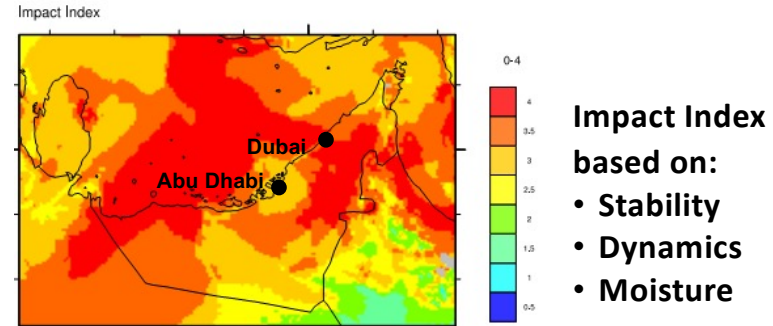 Impact Index
0-4
4
3.5
3
2.5
2
1.5
1
0.5
Dubai
Abu Dhabi
Impact Index
based on:
• Stability
• Dynamics
• Moisture